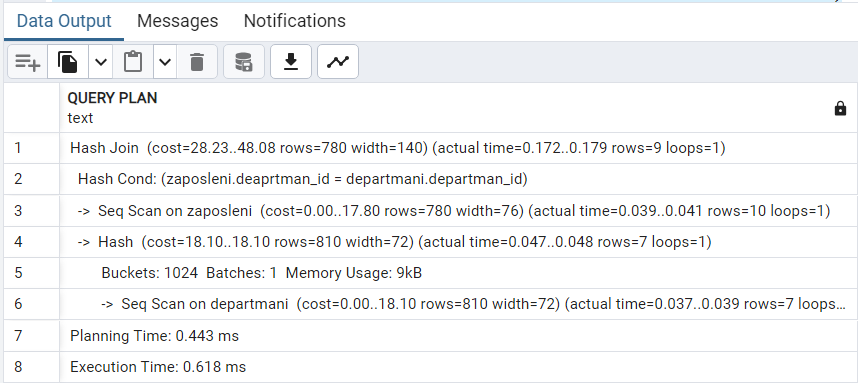 Data Output Messages Notifications
QUERY PLAN
text
1 Hash Join (cost=28.23..48.08 rows=780 width=140) (actual time=0.172..0.179 rows=9 loops=1)
2 Hash Cond: (zaposleni.deaprtman_id = departmani.departman_id)
3 -> Seq Scan on zaposleni (cost=0.00..17.80 rows=780 width=76) (actual time=0.039..0.041 rows=10 loops=1)
4 -> Hash (cost=18.10..18.10 rows=810 width=72) (actual time=0.047..0.048 rows=7 loops=1)
5 Buckets: 1024 Batches: 1 Memory Usage: 9kB
6 -> Seq Scan on departmani (cost=0.00..18.10 rows=810 width=72) (actual time=0.037..0.039 rows=7 loops...
7 Planning Time: 0.443 ms
8 Execution Time: 0.618 ms